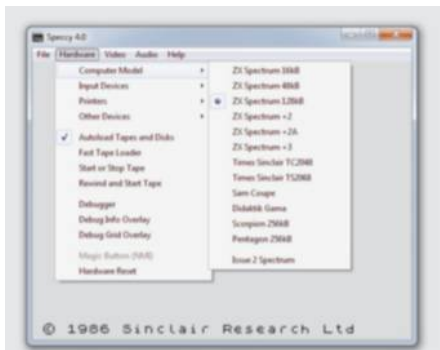 Speccy 4.0
File Hardware Video Audio Help
Computer Model
Input Devices
Printers
Other Devices
Autoload Tapes and Disks
Fast Tape Loader
Start or Stop Tape
Rewind and Start Tape
Debugger
Debug Info Overlay
Debug Grid Overlay
Magic Button (NMI)
Hardware Reset
ZX Spectrum 16kB
ZX Spectrum 48kB
ZX Spectrum 128kB
ZX Spectrum +2
ZX Spectrum +2A
ZX Spectrum +3
Timex Sinclair TC2048
Timex Sinclair TS2068
Sam Coupe
Didaktik Gama
Scorpion 256kB
Pentagon 256kB
Issue 2 Spectrum
© 1986 Sinclair Research Ltd